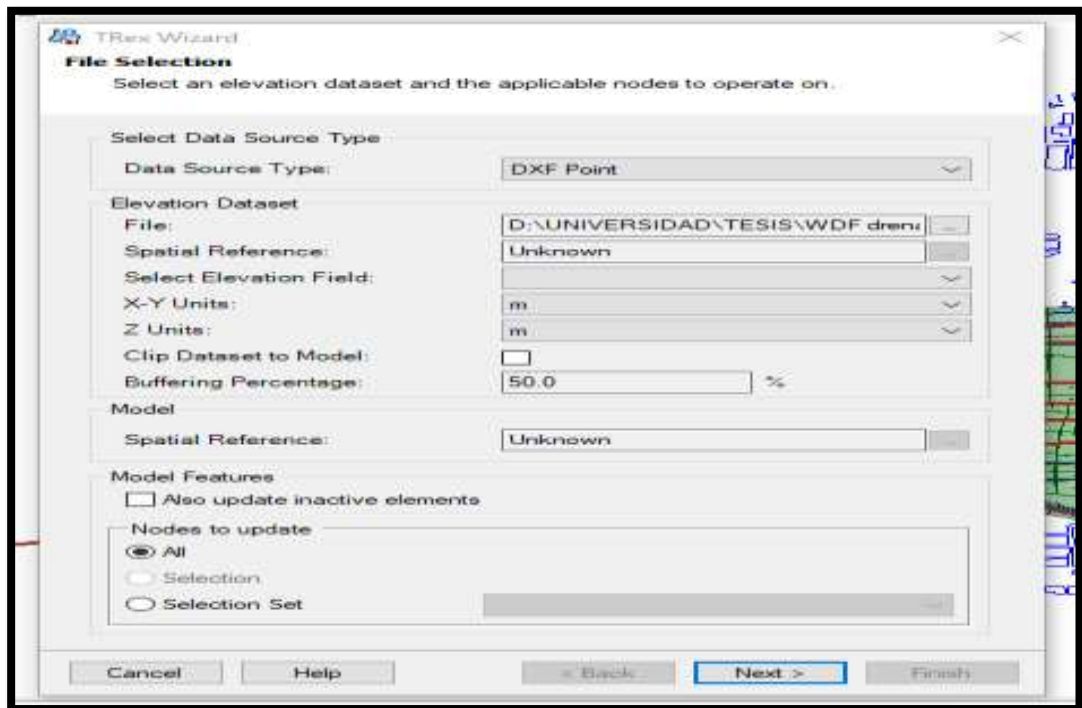 TRex Wizard
File Selection
Select an elevation dataset and the applicable nodes to operate on.
Select Data Source Type
Data Source Type: DXF Point
Elevation Dataset
File: D:\UNIVERSIDAD\TESIS\WDF dren
Spatial Reference: Unknown
Select Elevation Field:
X-Y Units: m
Z Units: m
Clip Dataset to Model:
Buffering Percentage: 50.0 %
Model
Spatial Reference: Unknown
Model Features
Also update inactive elements
Nodes to update
All
Selection
Selection Set
Cancel Help < Back Next > Finish